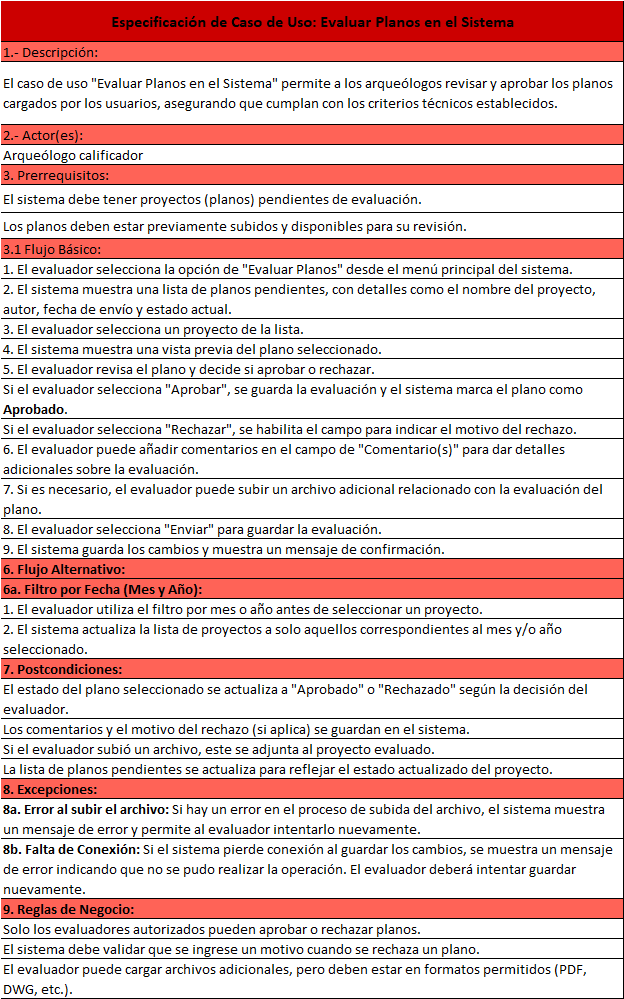 Especificación de Caso de Uso: Evaluar Planos en el Sistema
1.- Descripción:
El caso de uso "Evaluar Planos en el Sistema" permite a los arqueólogos revisar y aprobar los planos
cargados por los usuarios, asegurando que cumplan con los criterios técnicos establecidos.
2.- Actor(es):
Arqueólogo calificador
3. Prerrequisitos:
El sistema debe tener proyectos (planos) pendientes de evaluación.
Los planos deben estar previamente subidos y disponibles para su revisión.
3.1 Flujo Básico:
1. El evaluador selecciona la opción de "Evaluar Planos" desde el menú principal del sistema.
2. El sistema muestra una lista de planos pendientes, con detalles como el nombre del proyecto,
autor, fecha de envío y estado actual.
3. El evaluador selecciona un proyecto de la lista.
4. El sistema muestra una vista previa del plano seleccionado.
5. El evaluador revisa el plano y decide si aprobar o rechazar.
Si el evaluador selecciona "Aprobar", se guarda la evaluación y el sistema marca el plano como
Aprobado.
Si el evaluador selecciona "Rechazar", se habilita el campo para indicar el motivo del rechazo.
6. El evaluador puede añadir comentarios en el campo de "Comentario(s)" para dar detalles
adicionales sobre la evaluación.
7. Si es necesario, el evaluador puede subir un archivo adicional relacionado con la evaluación del
plano.
8. El evaluador selecciona "Enviar" para guardar la evaluación.
9. El sistema guarda los cambios y muestra un mensaje de confirmación.
6. Flujo Alternativo:
6a. Filtro por Fecha (Mes y Año):
1. El evaluador utiliza el filtro por mes o año antes de seleccionar un proyecto.
2. El sistema actualiza la lista de proyectos a solo aquellos correspondientes al mes y/o año
seleccionado.
7. Postcondiciones:
El estado del plano seleccionado se actualiza a "Aprobado" o "Rechazado" según la decisión del
evaluador.
Los comentarios y el motivo del rechazo (si aplica) se guardan en el sistema.
Si el evaluador subió un archivo, este se adjunta al proyecto evaluado.
La lista de planos pendientes se actualiza para reflejar el estado actualizado del proyecto.
8. Excepciones:
8a. Error al subir el archivo: Si hay un error en el proceso de subida del archivo, el sistema muestra
un mensaje de error y permite al evaluador intentarlo nuevamente.
8b. Falta de Conexión: Si el sistema pierde conexión al guardar los cambios, se muestra un mensaje
de error indicando que no se pudo realizar la operación. El evaluador deberá intentar guardar
nuevamente.
9. Reglas de Negocio:
Solo los evaluadores autorizados pueden aprobar o rechazar planos.
El sistema debe validar que se ingrese un motivo cuando se rechaza un plano.
El evaluador puede cargar archivos adicionales, pero deben estar en formatos permitidos (PDF,
DWG, etc.).